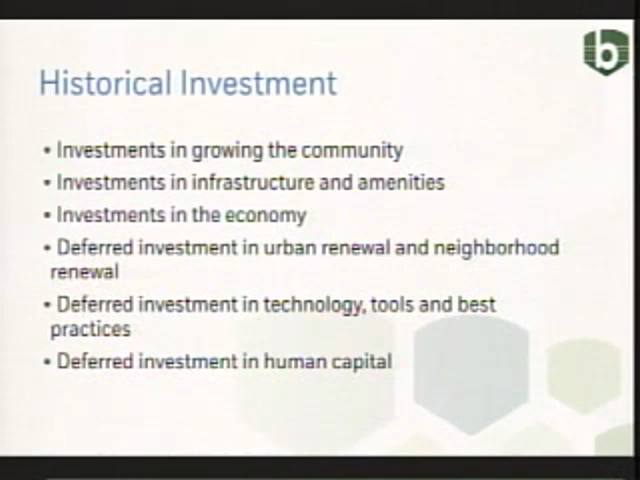 b
Historical Investment
• Investments in growing the community
• Investments in infrastructure and amenities
• Investments in the economy
• Deferred investment in urban renewal and neighborhood
renewal
• Deferred investment in technology, tools and best
practices
• Deferred investment in human capital